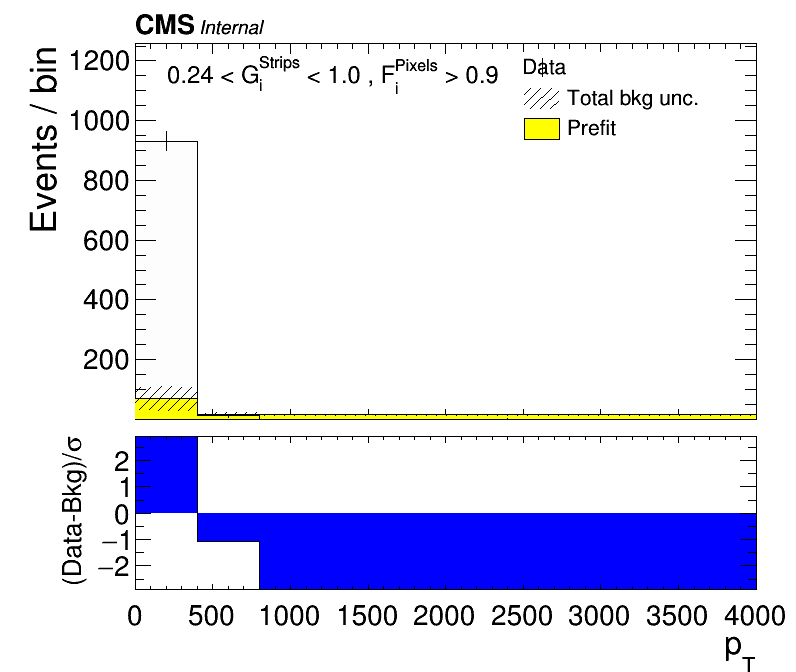 CMS Internal
0.24 < G_i^Strips < 1.0 , F_i^Pixels > 0.9
Data
Total bkg unc.
Prefit
Events / bin
1200
1000
800
600
400
200
(Data-Bkg)/σ
2
1
0
−1
−2
0 500 1000 1500 2000 2500 3000 3500 4000
p_T